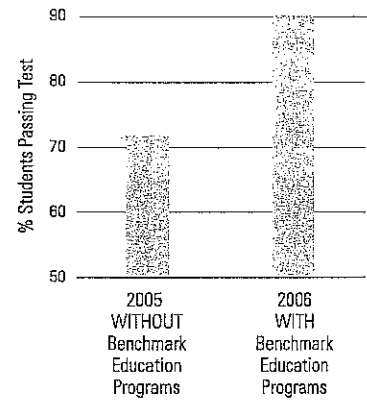 90
80
70
60
50
% Students Passing Test
2005
WITHOUT
Benchmark
Education
Programs
2006
WITH
Benchmark
Education
Programs